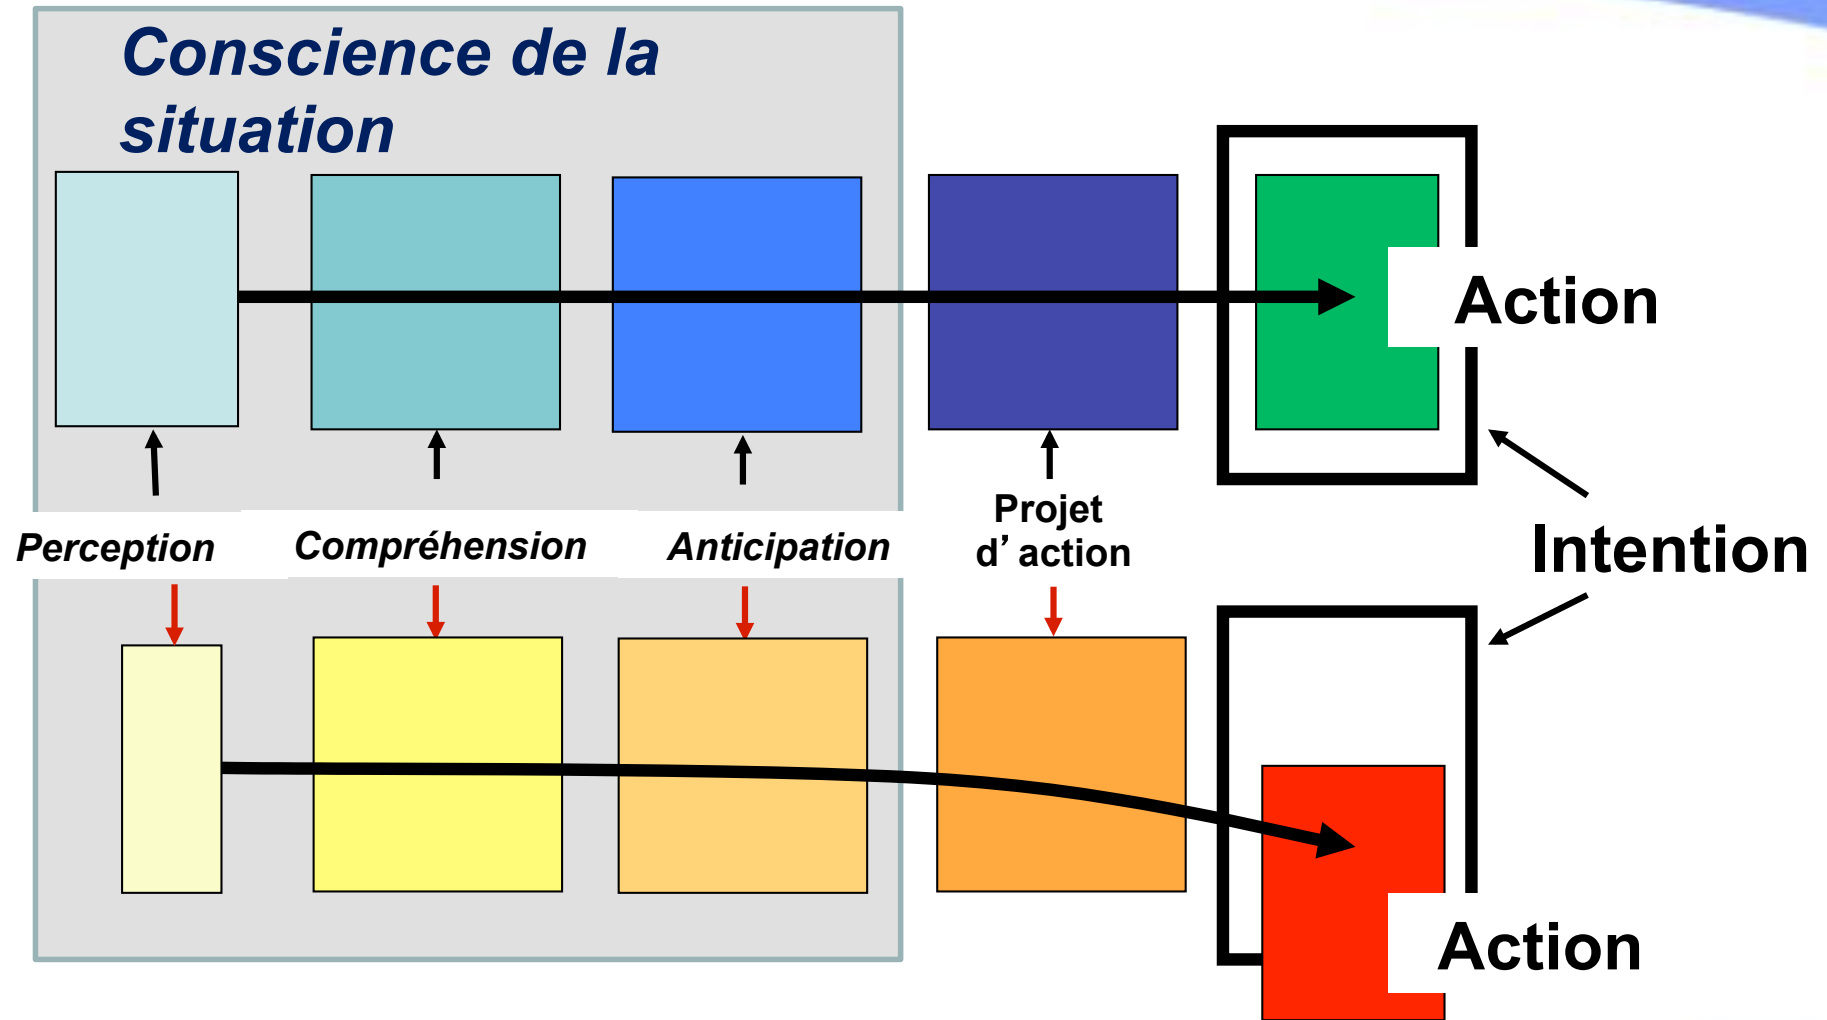 Conscience de la
situation
Action
Perception
Compréhension
Anticipation
Projet
d’action
Intention
Action